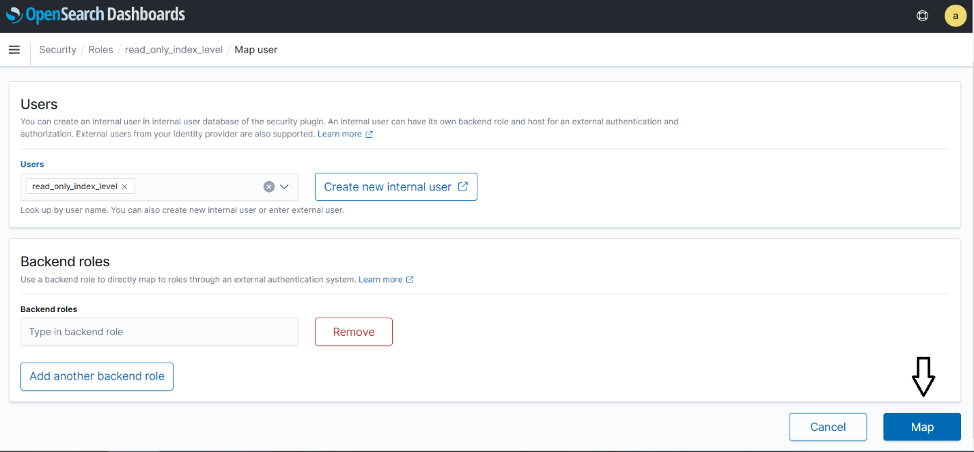 OpenSearch Dashboards
a
Security / Roles / read_only_index_level / Map user
Users
You can create an internal user in internal user database of the security plugin. An internal user can have its own backend role and host for an external authentication and
authorization. External users from your identity provider are also supported. Learn more
Users
read_only_index_level ×
Create new internal user
Look up by user name. You can also create new internal user or enter external user.
Backend roles
Use a backend role to directly map to roles through an external authentication system. Learn more
Backend roles
Type in backend role
Remove
Add another backend role
Cancel
Map